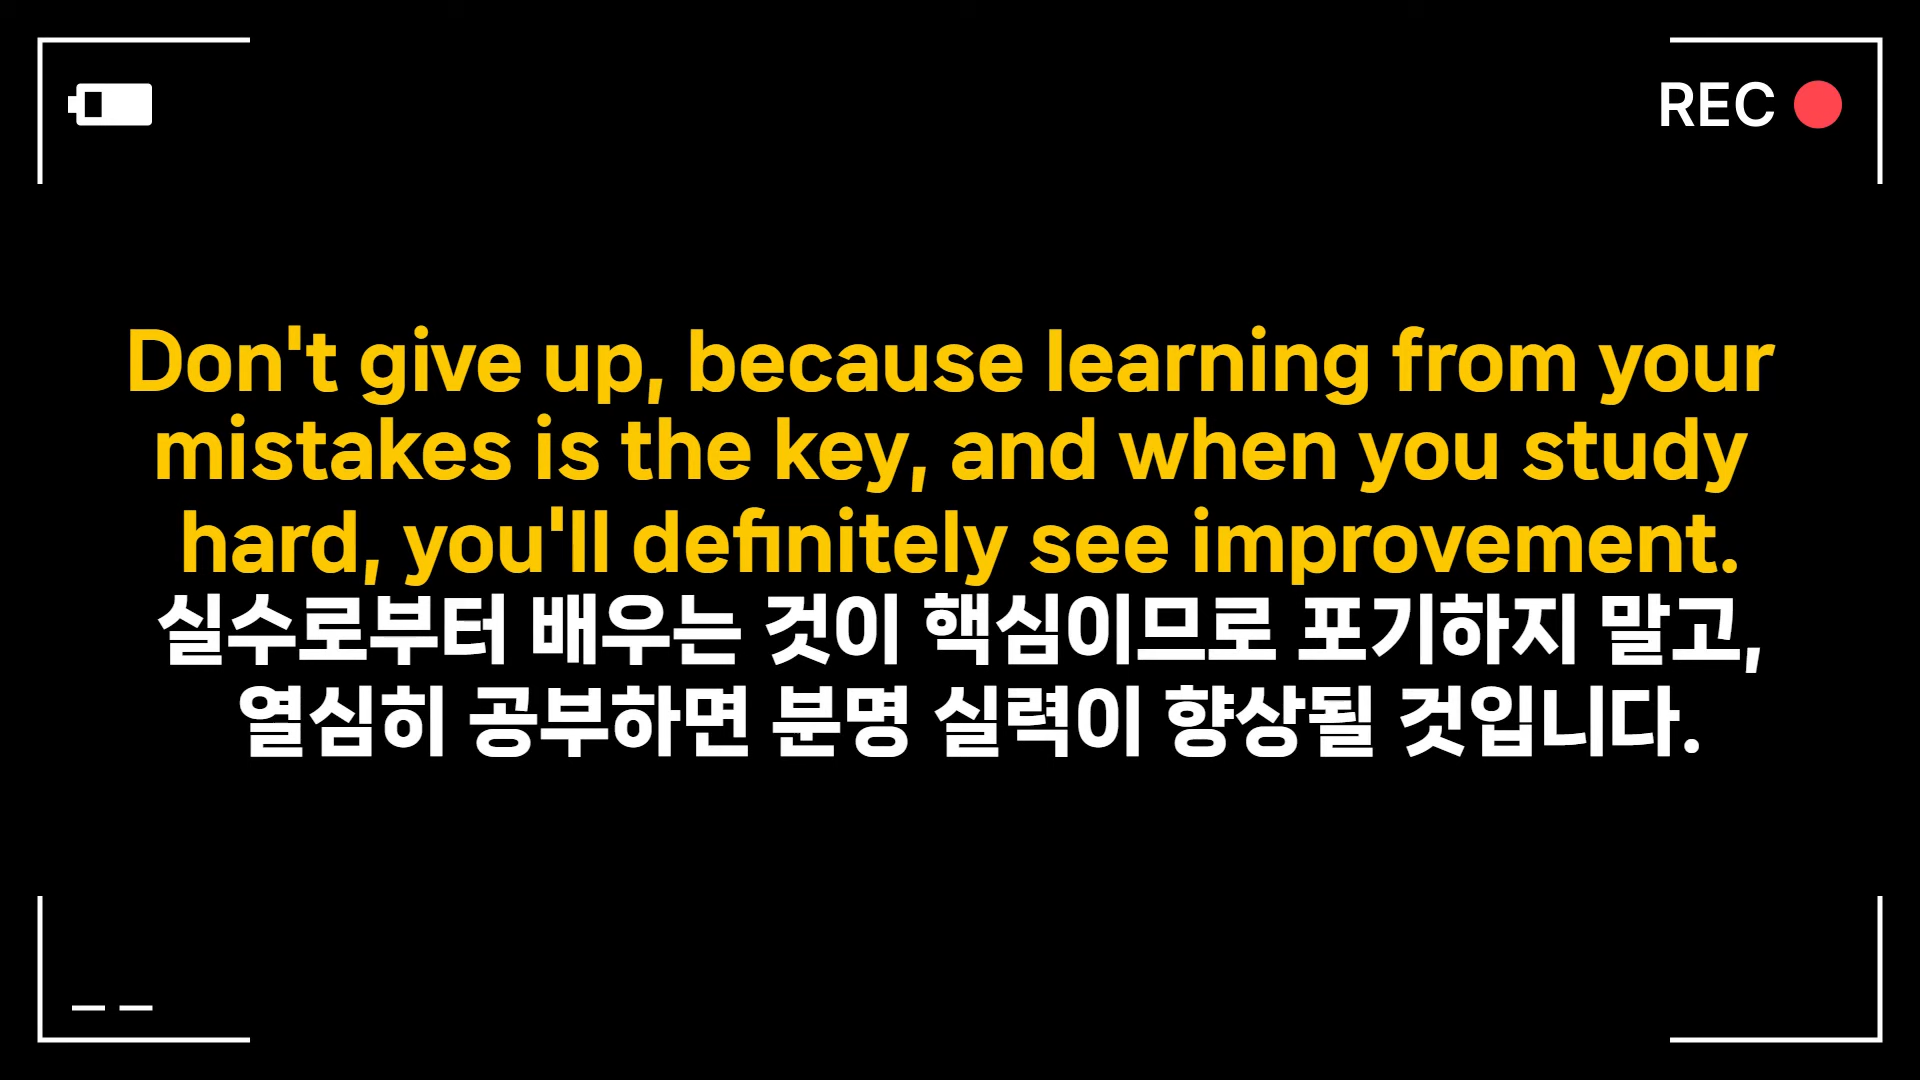 REC
Don't give up, because learning from your
mistakes is the key, and when you study
hard, you'll definitely see improvement.
실수로부터 배우는 것이 핵심이므로 포기하지 말고,
열심히 공부하면 분명 실력이 향상될 것입니다.